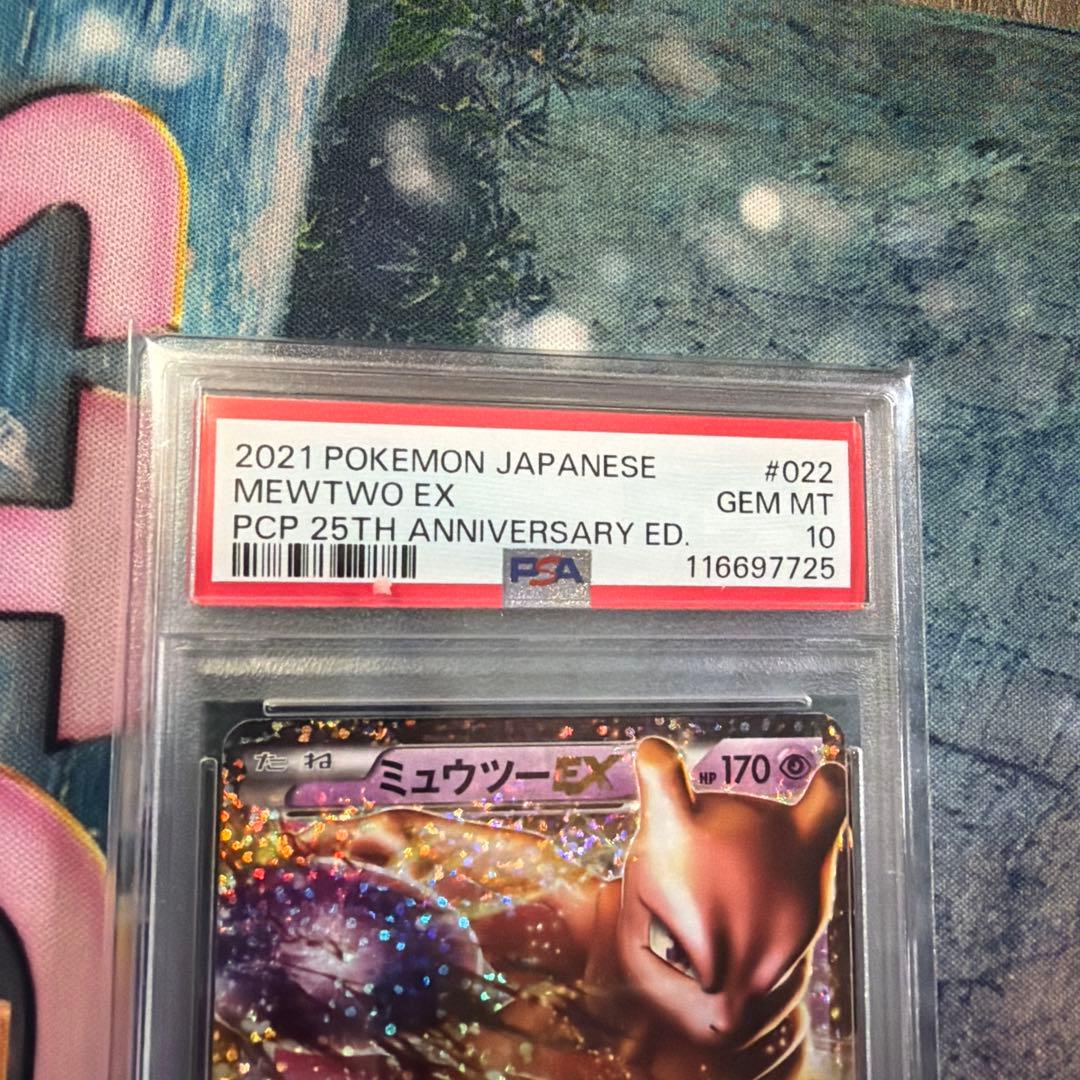 2021 POKEMON JAPANESE #022
MEWTWO EX GEM MT
PCP 25TH ANNIVERSARY ED. 10
PSA 116697725
たね ミュウツーEX HP 170